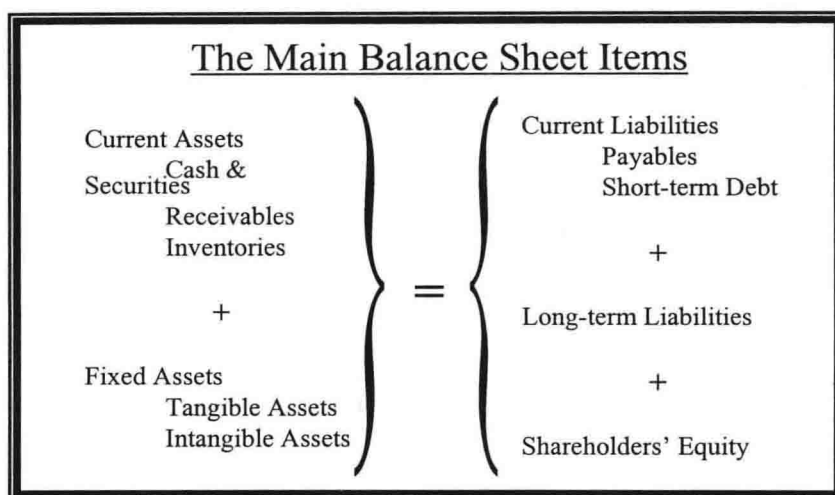 The Main Balance Sheet Items
Current Assets
Cash &
Securities
Receivables
Inventories
+
Fixed Assets
Tangible Assets
Intangible Assets
=
Current Liabilities
Payables
Short-term Debt
+
Long-term Liabilities
+
Shareholders' Equity